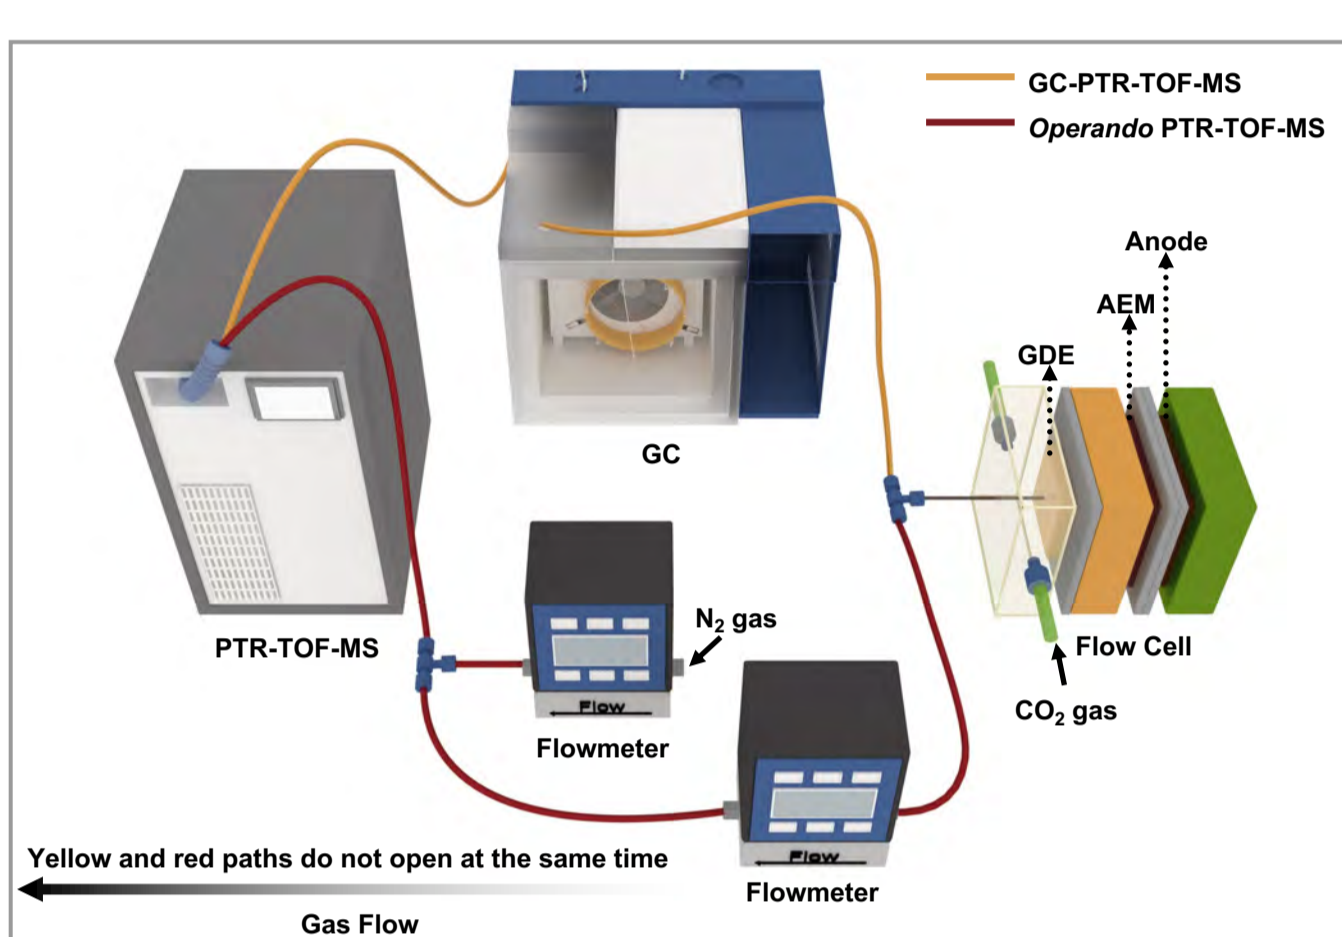 GC-PTR-TOF-MS
Operando PTR-TOF-MS
Anode
AEM
GDE
GC
N₂ gas
PTR-TOF-MS
Flow Cell
Flow
CO₂ gas
Flowmeter
Yellow and red paths do not open at the same time
Flow
Flowmeter
Gas Flow